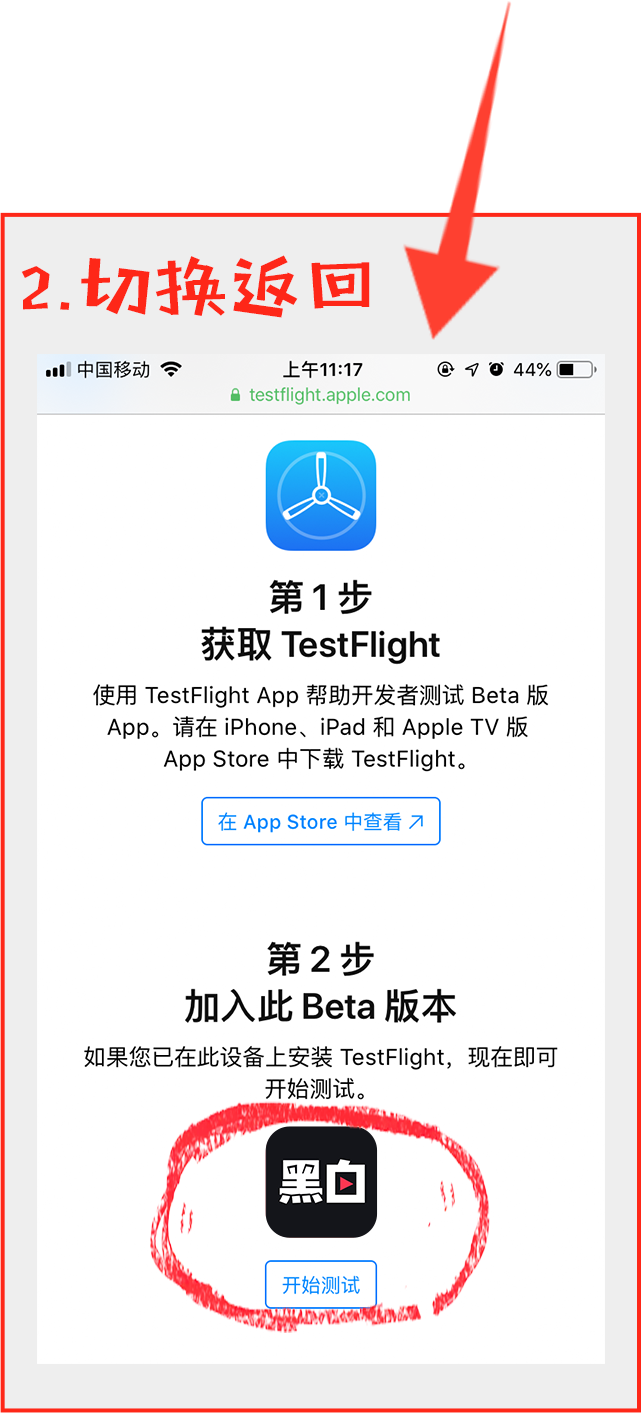 2.切换返回
中国移动
上午11:17
44%
testflight.apple.com
第 1 步
获取 TestFlight
使用 TestFlight App 帮助开发者测试 Beta 版
App。请在 iPhone、iPad 和 Apple TV 版
App Store 中下载 TestFlight。
在 App Store 中查看
第 2 步
加入此 Beta 版本
如果您已在此设备上安装 TestFlight，现在即可
开始测试。
黑白
开始测试